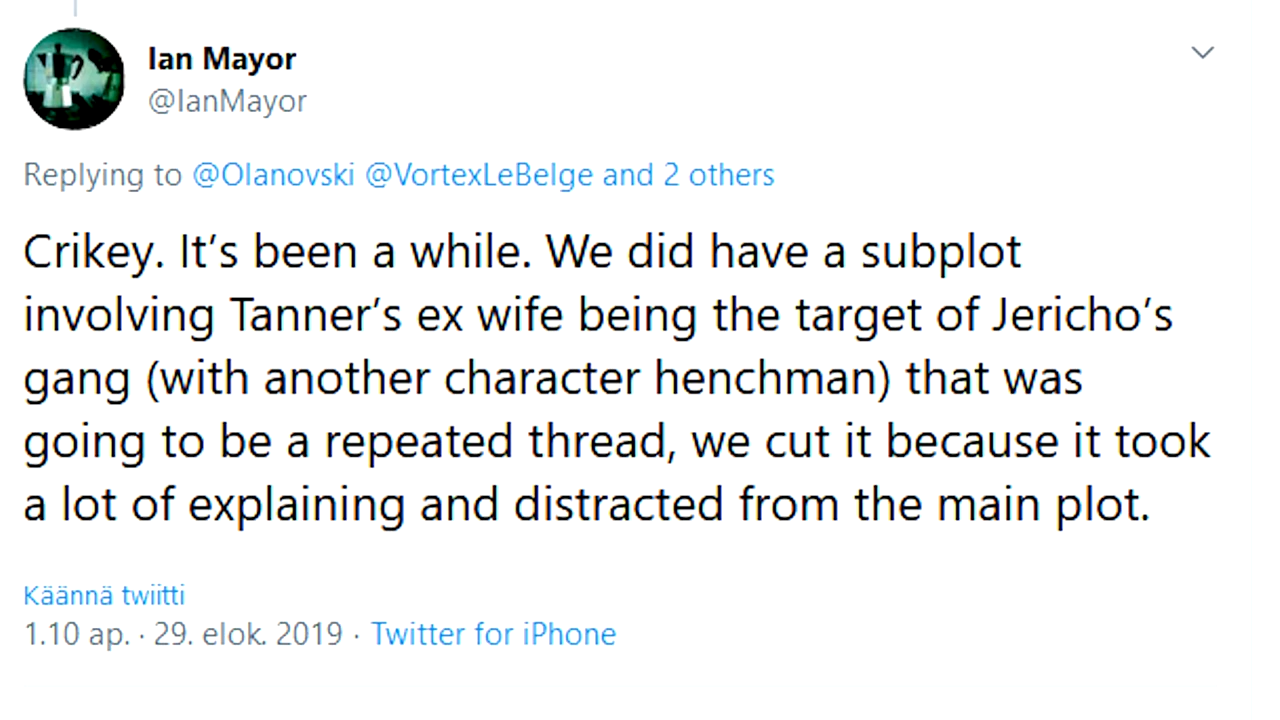 Ian Mayor
@IanMayor
Replying to @Olanovski @VortexLeBelge and 2 others
Crikey. It’s been a while. We did have a subplot
involving Tanner’s ex wife being the target of Jericho’s
gang (with another character henchman) that was
going to be a repeated thread, we cut it because it took
a lot of explaining and distracted from the main plot.
Käännä twiitti
1.10 ap. · 29. elok. 2019 · Twitter for iPhone